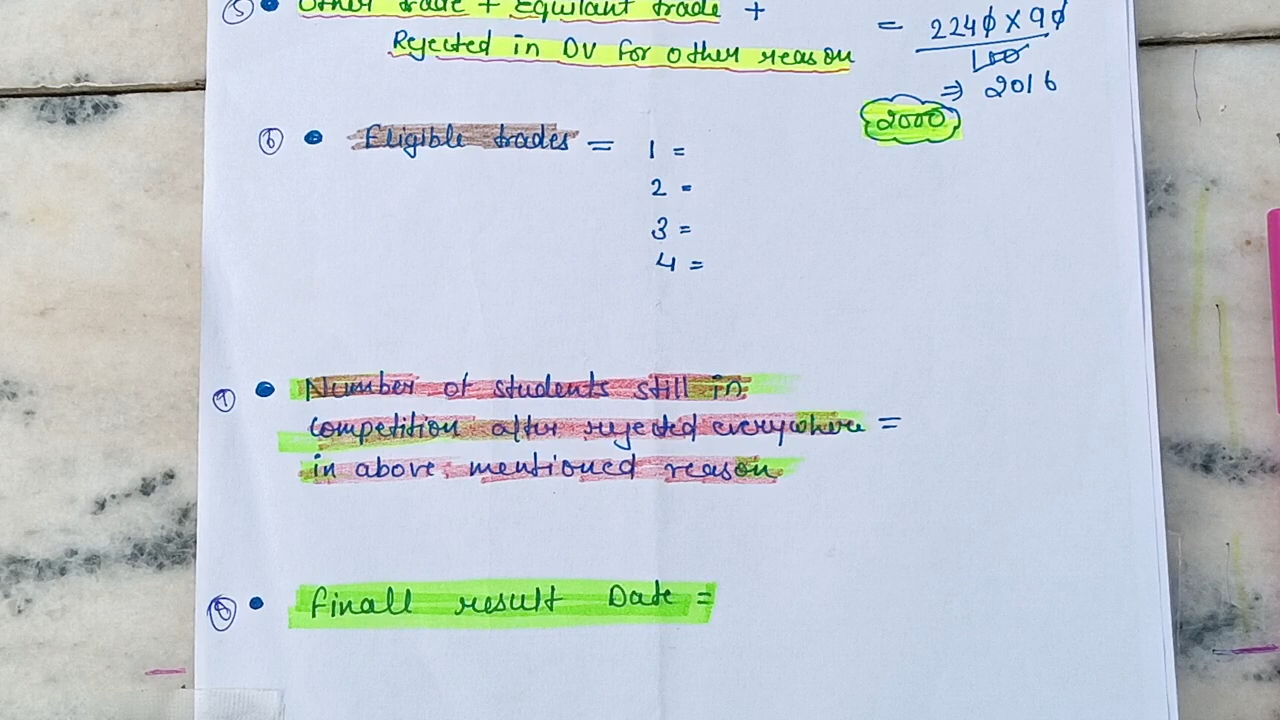 5 • Other trade + Equilant trade +
Rejected in DV for other reason
= 2240 x 90
100
⇒ 2016
2000
6 • Eligible trades = 1 =
2 =
3 =
4 =
7 • Number of students still in
competition after rejected everywhere =
in above mentioned reason
8 • finall result Date =